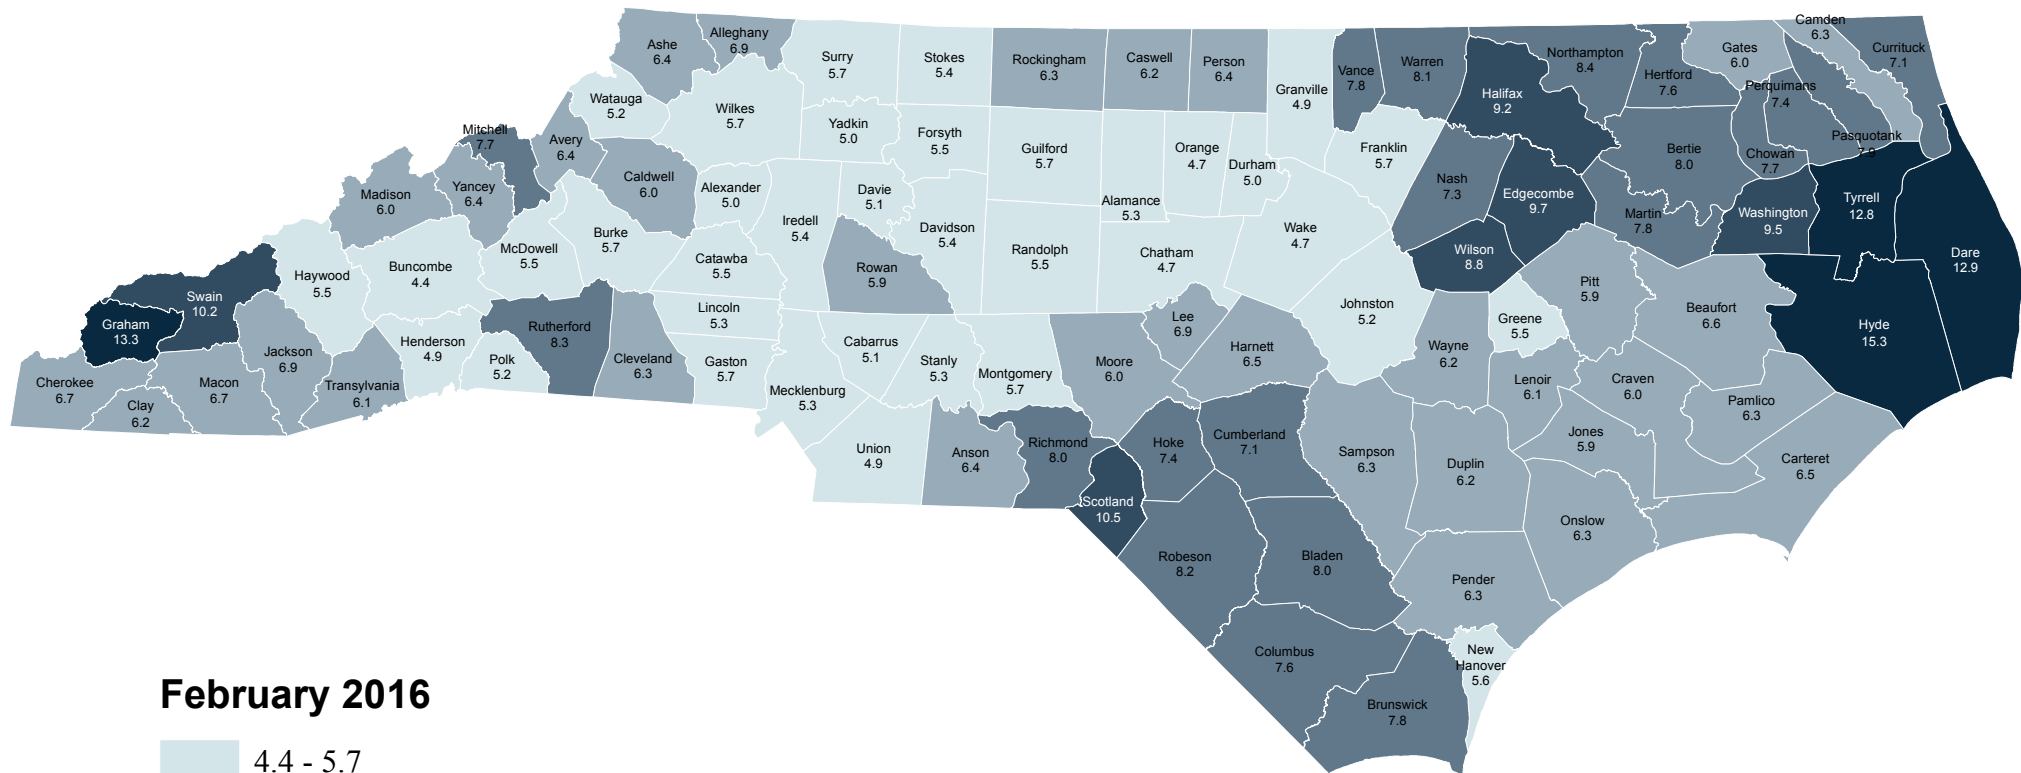 Ashe
6.4
Alleghany
6.9
Surry
5.7
Stokes
5.4
Rockingham
6.3
Caswell
6.2
Person
6.4
Granville
4.9
Vance
7.8
Warren
8.1
Halifax
9.2
Northampton
8.4
Hertford
7.6
Gates
6.0
Camden
6.3
Currituck
7.1
Perquimans
7.4
Pasquotank
7.9
Chowan
7.7
Bertie
8.0
Watauga
5.2
Wilkes
5.7
Yadkin
5.0
Forsyth
5.5
Guilford
5.7
Alamance
5.3
Orange
4.7
Durham
5.0
Franklin
5.7
Nash
7.3
Edgecombe
9.7
Martin
7.8
Washington
9.5
Tyrrell
12.8
Dare
12.9
Mitchell
7.7
Avery
6.4
Caldwell
6.0
Alexander
5.0
Iredell
5.4
Davie
5.1
Davidson
5.4
Randolph
5.5
Chatham
4.7
Wake
4.7
Wilson
8.8
Madison
6.0
Yancey
6.4
McDowell
5.5
Burke
5.7
Catawba
5.5
Rowan
5.9
Johnston
5.2
Greene
5.5
Pitt
5.9
Beaufort
6.6
Hyde
15.3
Haywood
5.5
Buncombe
4.4
Swain
10.2
Graham
13.3
Lincoln
5.3
Rutherford
8.3
Cleveland
6.3
Gaston
5.7
Cabarrus
5.1
Stanly
5.3
Montgomery
5.7
Moore
6.0
Lee
6.9
Harnett
6.5
Wayne
6.2
Lenoir
6.1
Craven
6.0
Pamlico
6.3
Jackson
6.9
Henderson
4.9
Polk
5.2
Cherokee
6.7
Clay
6.2
Macon
6.7
Transylvania
6.1
Mecklenburg
5.3
Union
4.9
Anson
6.4
Richmond
8.0
Hoke
7.4
Cumberland
7.1
Sampson
6.3
Duplin
6.2
Jones
5.9
Carteret
6.5
Scotland
10.5
Robeson
8.2
Bladen
8.0
Onslow
6.3
Pender
6.3
Columbus
7.6
Brunswick
7.8
New
Hanover
5.6
February 2016
4.4 - 5.7